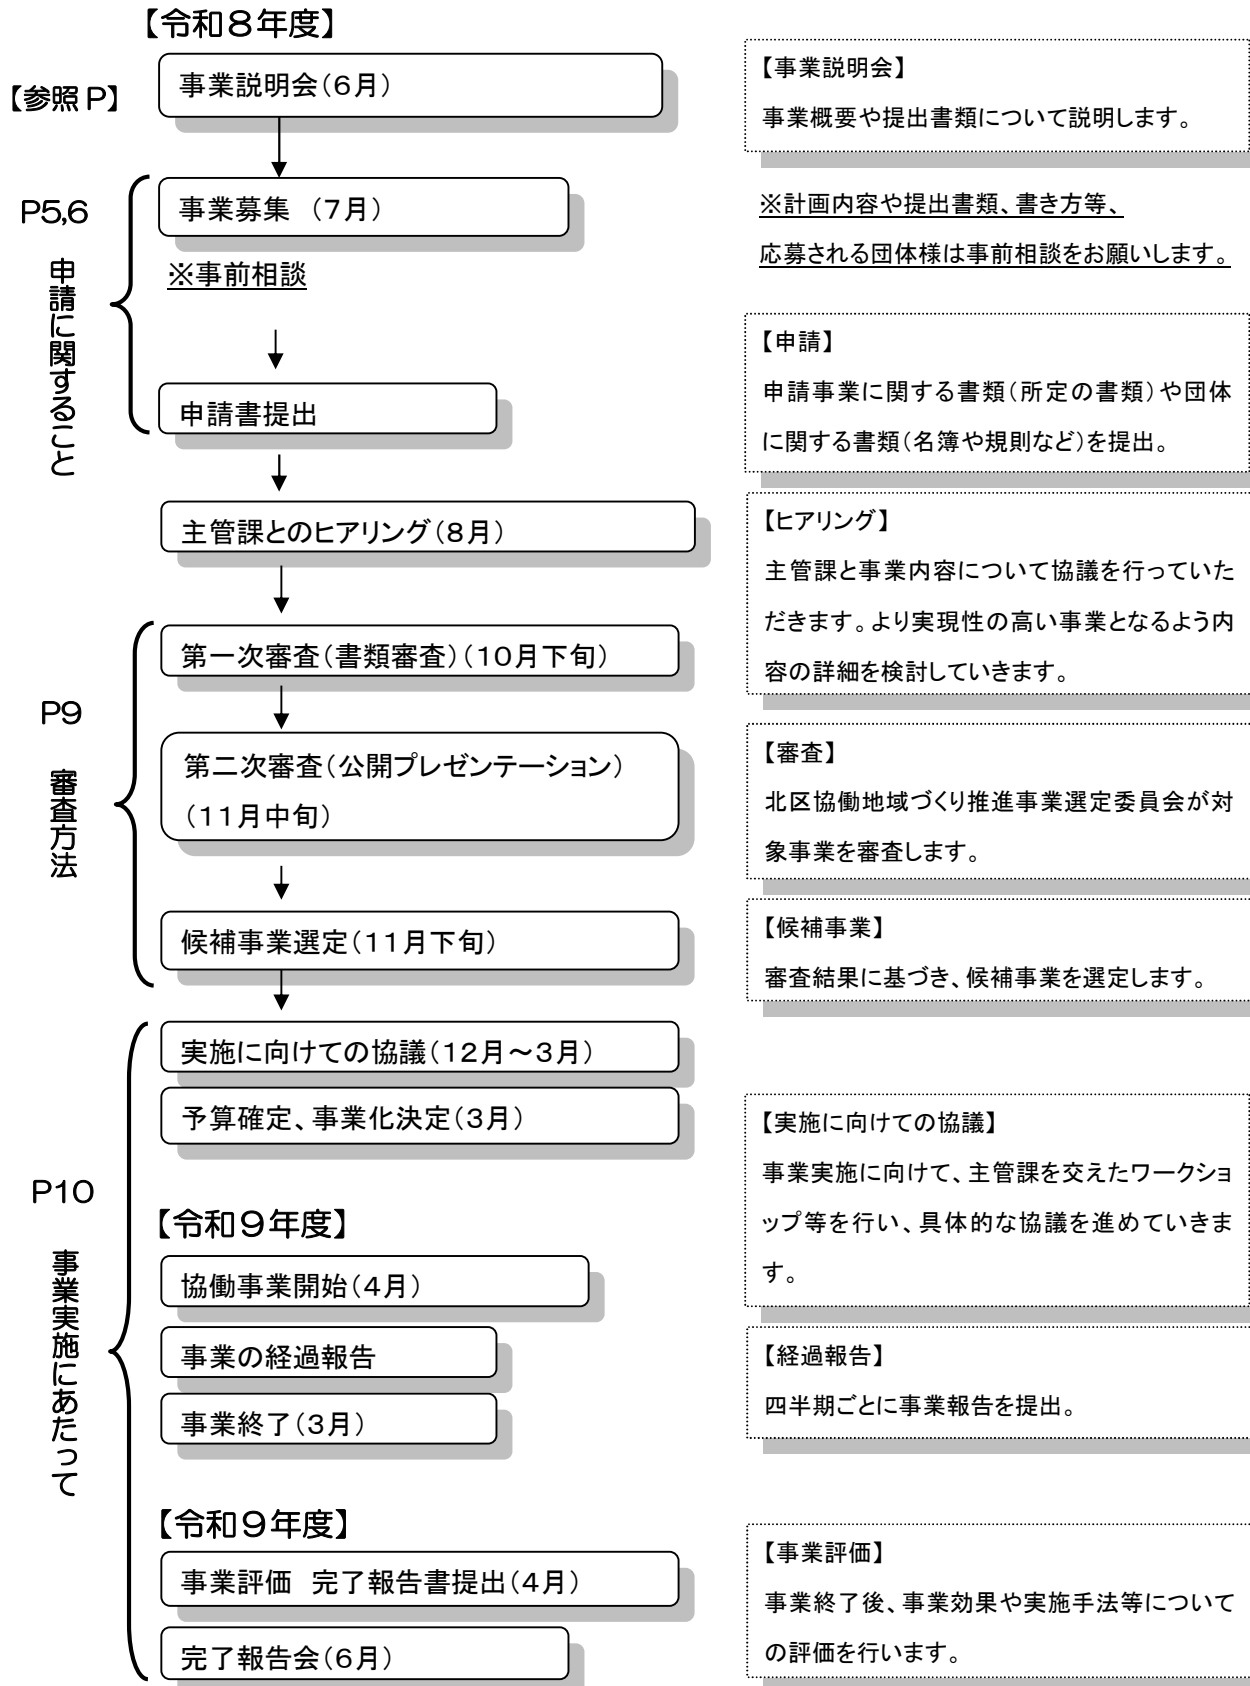 【令和８年度】
【参照 P】
事業説明会（６月）
【事業説明会】
事業概要や提出書類について説明します。
P5,6
申請に関すること
事業募集　（７月）
※事前相談
※計画内容や提出書類、書き方等、
応募される団体様は事前相談をお願いします。
申請書提出
【申請】
申請事業に関する書類（所定の書類）や団体
に関する書類（名簿や規則など）を提出。
主管課とのヒアリング（８月）
【ヒアリング】
主管課と事業内容について協議を行っていた
だきます。より実現性の高い事業となるよう内
容の詳細を検討していきます。
P9
審査方法
第一次審査（書類審査）（１０月下旬）
第二次審査（公開プレゼンテーション）
（１１月中旬）
【審査】
北区協働地域づくり推進事業選定委員会が対
象事業を審査します。
候補事業選定（１１月下旬）
【候補事業】
審査結果に基づき、候補事業を選定します。
P10
事業実施にあたって
実施に向けての協議（１２月～３月）
予算確定、事業化決定（３月）
【実施に向けての協議】
事業実施に向けて、主管課を交えたワークショ
ップ等を行い、具体的な協議を進めていきま
す。
【令和９年度】
協働事業開始（４月）
事業の経過報告
事業終了（３月）
【経過報告】
四半期ごとに事業報告を提出。
【令和９年度】
事業評価　完了報告書提出（４月）
完了報告会（６月）
【事業評価】
事業終了後、事業効果や実施手法等について
の評価を行います。